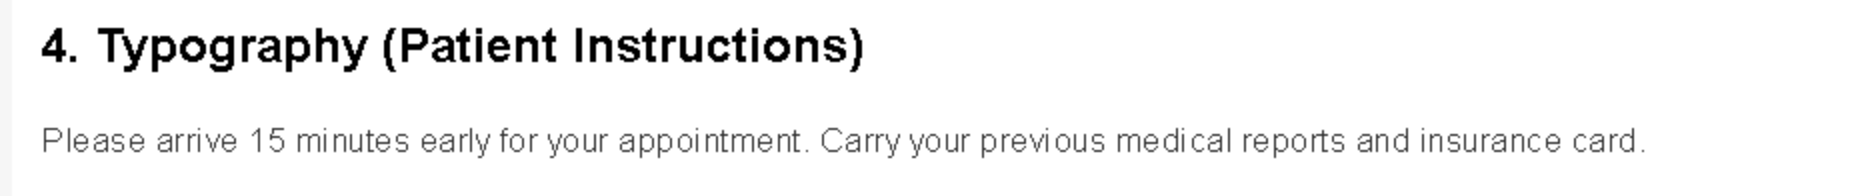 4. Typography (Patient Instructions)
Please arrive 15 minutes early for your appointment. Carry your previous medical reports and insurance card.